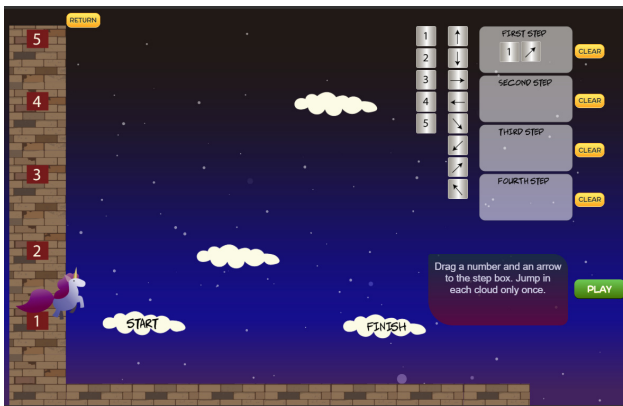 RETURN
5
4
3
2
1
START
FINISH
1
2
3
4
5
FIRST STEP
1
CLEAR
SECOND STEP
CLEAR
THIRD STEP
CLEAR
FOURTH STEP
CLEAR
Drag a number and an arrow
to the step box. Jump in
each cloud only once.
PLAY